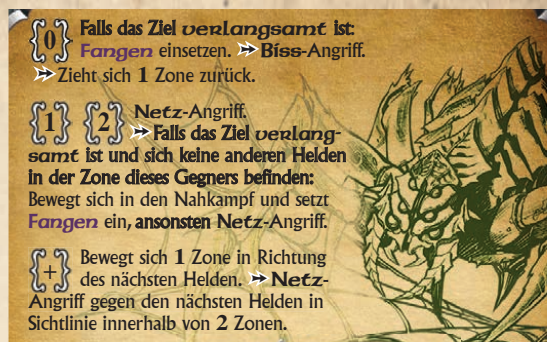 {0} Falls das Ziel verlangsamt ist:
Fangen einsetzen. ➳ Biss-Angriff.
➳ Zieht sich 1 Zone zurück.
{1} {2} Netz-Angriff.
➳ Falls das Ziel verlang-
samt ist und sich keine anderen Helden
in der Zone dieses Gegners befinden:
Bewegt sich in den Nahkampf und setzt
Fangen ein, ansonsten Netz-Angriff.
{+} Bewegt sich 1 Zone in Richtung
des nächsten Helden. ➳ Netz-
Angriff gegen den nächsten Helden in
Sichtlinie innerhalb von 2 Zonen.